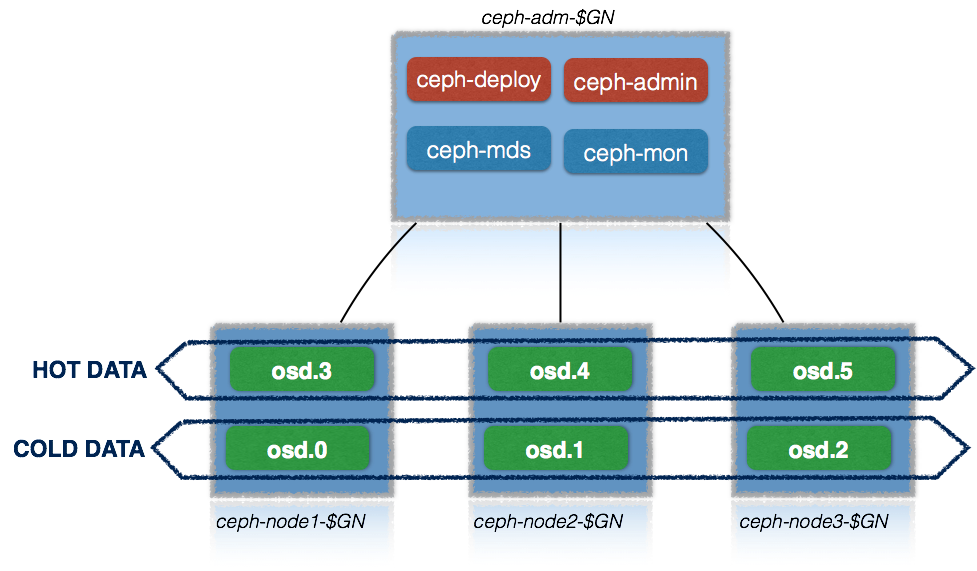 ceph-adm-$GN
ceph-deploy
ceph-admin
ceph-mds
ceph-mon
HOT DATA
osd.3
osd.4
osd.5
COLD DATA
osd.0
osd.1
osd.2
ceph-node1-$GN
ceph-node2-$GN
ceph-node3-$GN